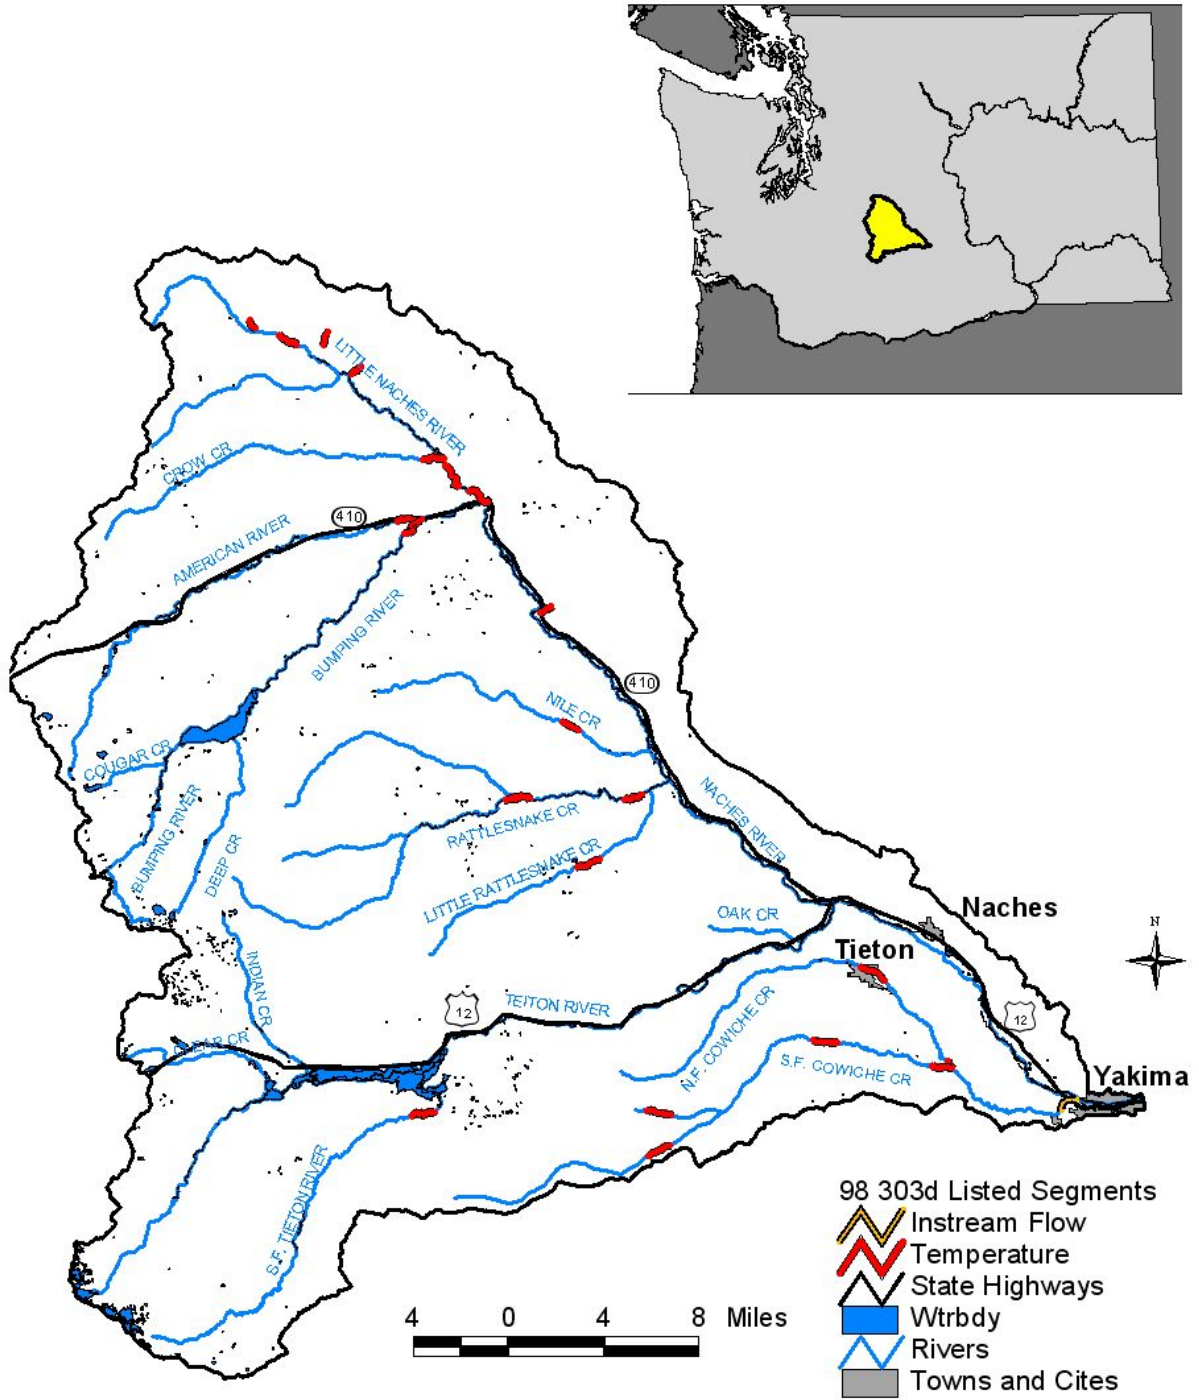 LITTLE NACHES RIVER
CROW CR
410
AMERICAN RIVER
BUMPING RIVER
410
NILE CR
COUGAR CR
NACHES RIVER
BUMPING RIVER
DEEP CR
RATTLESNAKE CR
LITTLE RATTLESNAKE CR
OAK CR
Naches
N
Tieton
INDIAN CR
TEITON RIVER
12
12
CLEAR CR
N.F. COWICHE CR
S.F. COWICHE CR
Yakima
S.F. TIETON RIVER
98 303d Listed Segments
Instream Flow
Temperature
State Highways
Wtrbdy
Rivers
Towns and Cites
4 0 4 8 Miles